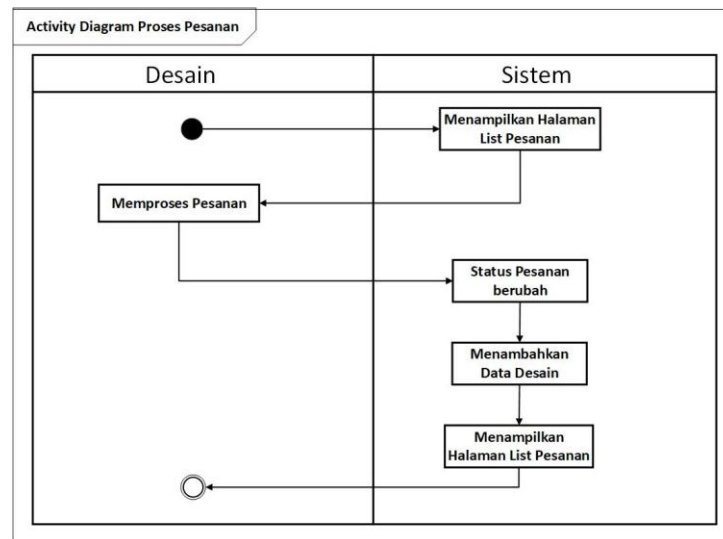 Activity Diagram Proses Pesanan
Desain
Sistem
Menampilkan Halaman
List Pesanan
Memproses Pesanan
Status Pesanan
berubah
Menambahkan
Data Desain
Menampilkan
Halaman List Pesanan